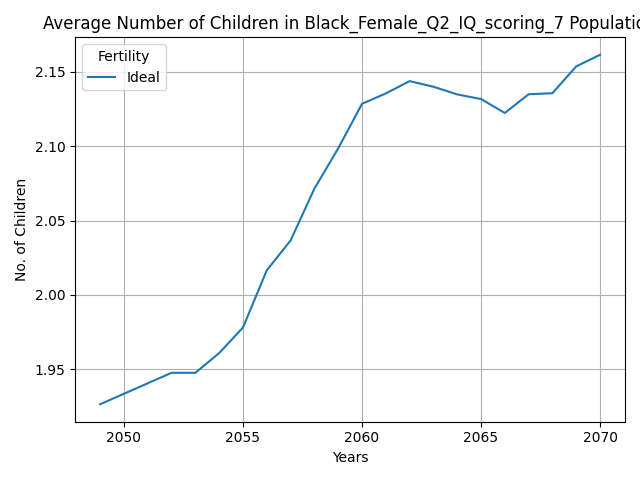 Average Number of Children in Black_Female_Q2_IQ_scoring_7 Populatio
Fertility
Ideal
No. of Children
2.15
2.10
2.05
2.00
1.95
2050 2055 2060 2065 2070
Years